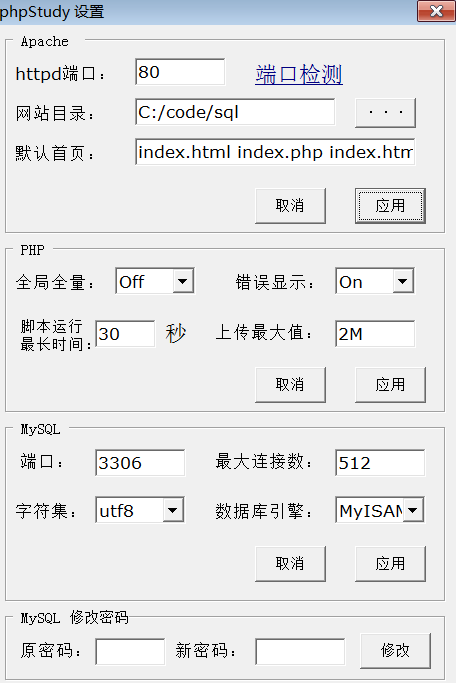 phpStudy 设置
Apache
httpd端口： 80 端口检测
网站目录： C:/code/sql ···
默认首页： index.html index.php index.htm
取消 应用
PHP
全局全量： Off 错误显示： On
脚本运行
最长时间： 30 秒 上传最大值： 2M
取消 应用
MySQL
端口： 3306 最大连接数： 512
字符集： utf8 数据库引擎： MyISAM
取消 应用
MySQL 修改密码
原密码： 新密码： 修改